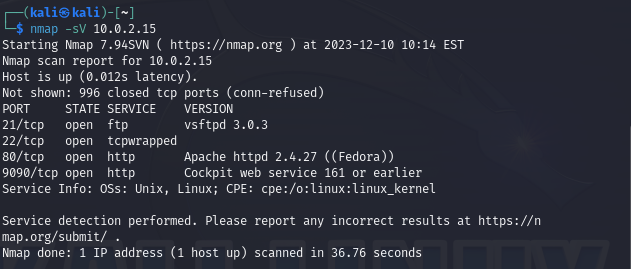 ┌──(kali㉿kali)-[~]
└─$ nmap -sV 10.0.2.15
Starting Nmap 7.94SVN ( https://nmap.org ) at 2023-12-10 10:14 EST
Nmap scan report for 10.0.2.15
Host is up (0.012s latency).
Not shown: 996 closed tcp ports (conn-refused)
PORT     STATE SERVICE    VERSION
21/tcp   open  ftp        vsftpd 3.0.3
22/tcp   open  tcpwrapped
80/tcp   open  http       Apache httpd 2.4.27 ((Fedora))
9090/tcp open  http       Cockpit web service 161 or earlier
Service Info: OSs: Unix, Linux; CPE: cpe:/o:linux:linux_kernel

Service detection performed. Please report any incorrect results at https://n
map.org/submit/ .
Nmap done: 1 IP address (1 host up) scanned in 36.76 seconds